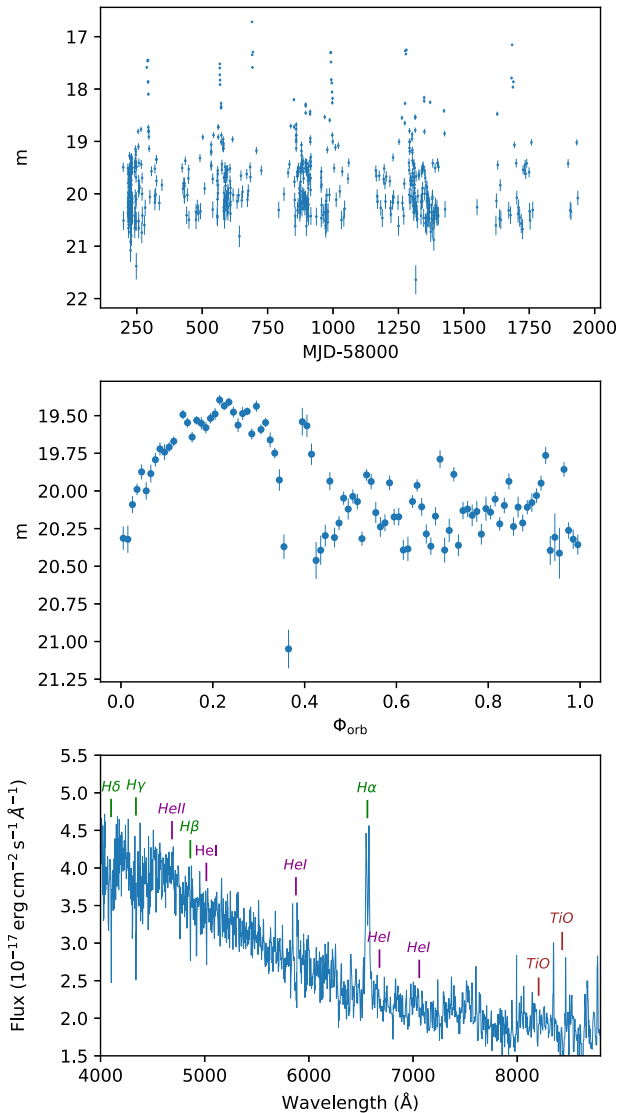 17
18
19
20
21
22
m
250
500
750
1000
1250
1500
1750
2000
MJD-58000
19.50
19.75
20.00
20.25
20.50
20.75
21.00
21.25
m
0.0
0.2
0.4
0.6
0.8
1.0
Φorb
5.5
5.0
4.5
4.0
3.5
3.0
2.5
2.0
1.5
Flux (10⁻¹⁷ erg cm⁻² s⁻¹ Å⁻¹)
Hδ
Hγ
HeII
Hβ
HeI
HeI
Hα
HeI
HeI
TiO
TiO
4000
5000
6000
7000
8000
Wavelength (Å)